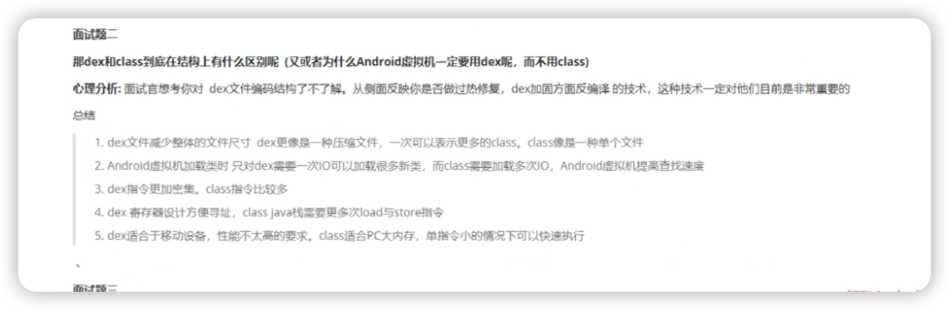 面试题二
那dex和class到底在结构上有什么区别呢（又或者为什么Android虚拟机一定要用dex呢，而不用class)
心理分析: 面试官想考你对 dex文件编码结构了不了解。从侧面反映你是否做过热修复，dex加固方面反编译 的技术，这种技术一定对他们目前是非常重要的
总结
1. dex文件减少整体的文件尺寸 dex更像是一种压缩文件，一次可以表示更多的class。class像是一种单个文件
2. Android虚拟机加载类时 只对dex需要一次IO可以加载很多新类，而class需要加载多次IO，Android虚拟机提高查找速度
3. dex指令更加密集。class指令比较多
4. dex 寄存器设计方便寻址，class java栈需要更多次load与store指令
5. dex适合于移动设备，性能不太高的要求。class适合PC大内存，单指令小的情况下可以快速执行
、
面试题三